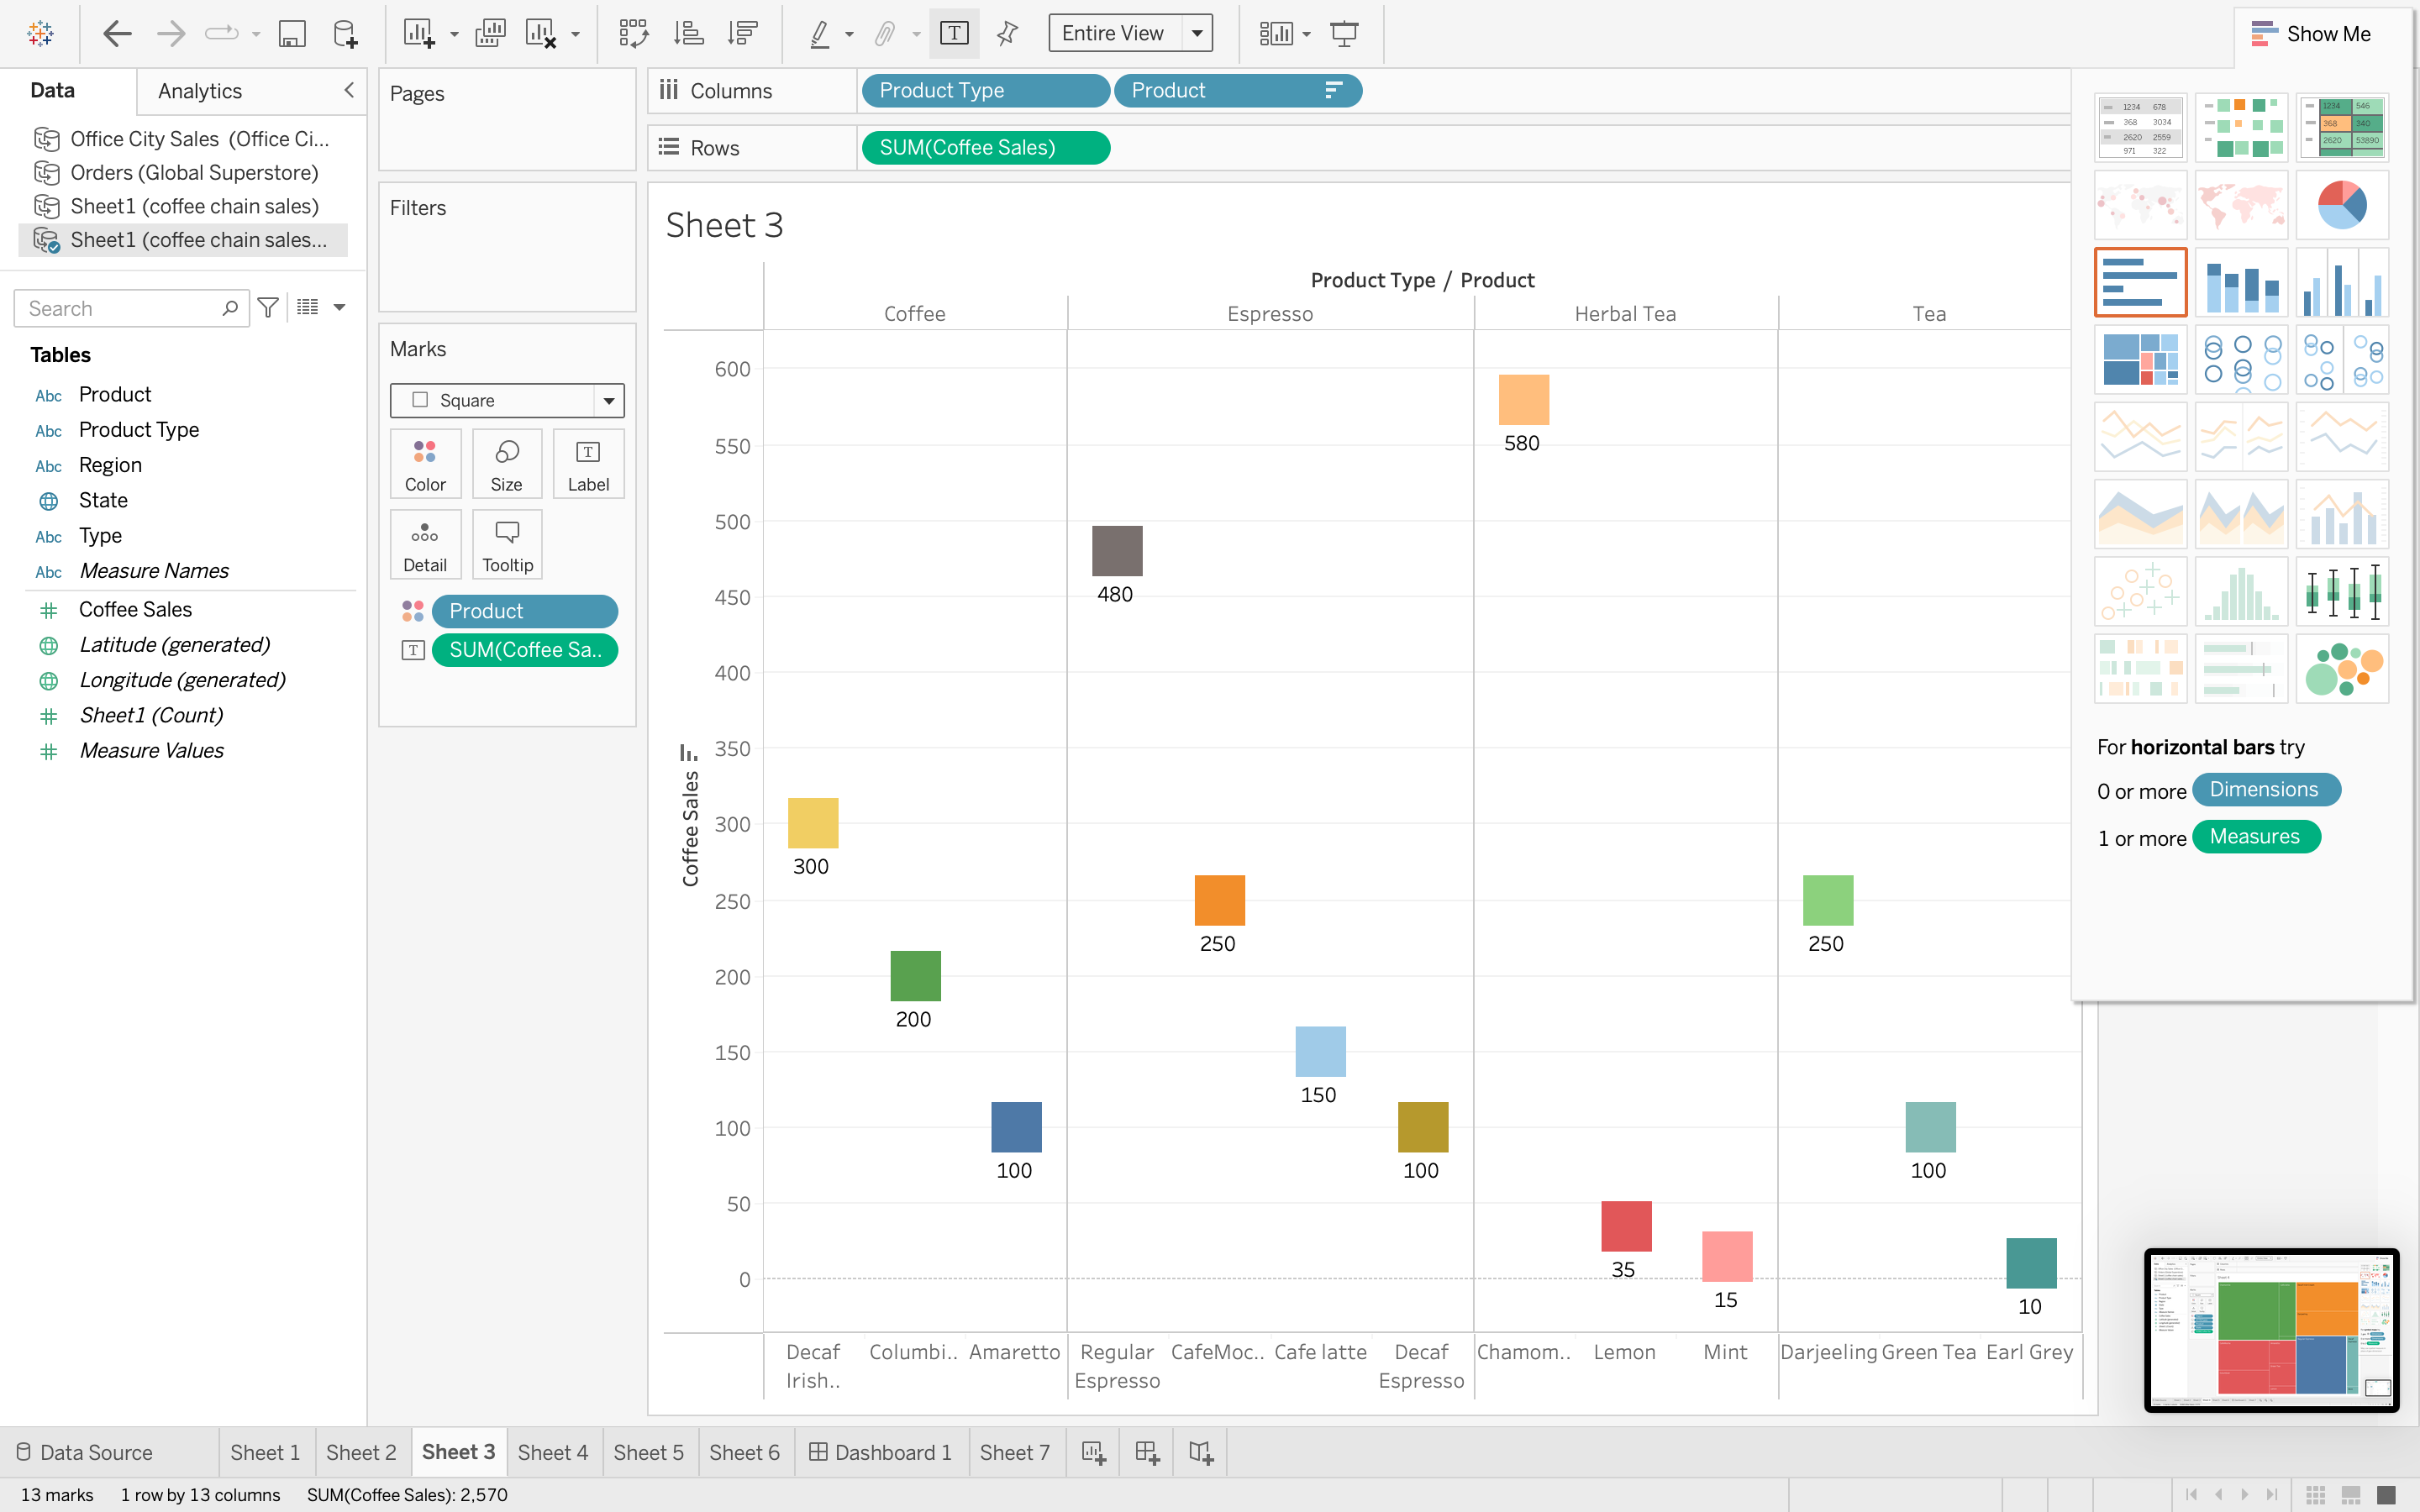 Entire View
Show Me
Data
Analytics
Office City Sales (Office Ci...
Orders (Global Superstore)
Sheet1 (coffee chain sales)
Sheet1 (coffee chain sales...
Search
Tables
Abc Product
Abc Product Type
Abc Region
State
Abc Type
Abc Measure Names
Coffee Sales
Latitude (generated)
Longitude (generated)
Sheet1 (Count)
Measure Values
Pages
Filters
Marks
Square
Color Size Label
Detail Tooltip
Product
SUM(Coffee Sa..
Columns Product Type Product
Rows SUM(Coffee Sales)
Sheet 3
Product Type / Product
Coffee Espresso Herbal Tea Tea
Coffee Sales
600
550
500
450
400
350
300
250
200
150
100
50
0
580
480
300
250
250
200
150
100
100
100
35
15
10
Decaf Irish..
Columbi..
Amaretto
Regular Espresso
CafeMoc..
Cafe latte
Decaf Espresso
Chamom..
Lemon
Mint
Darjeeling
Green Tea
Earl Grey
1234 678
368 3034
2620 2559
971 322
1234 546
368 340
2620 53890
For horizontal bars try
0 or more Dimensions
1 or more Measures
Data Source Sheet 1 Sheet 2 Sheet 3 Sheet 4 Sheet 5 Sheet 6 Dashboard 1 Sheet 7
13 marks 1 row by 13 columns SUM(Coffee Sales): 2,570